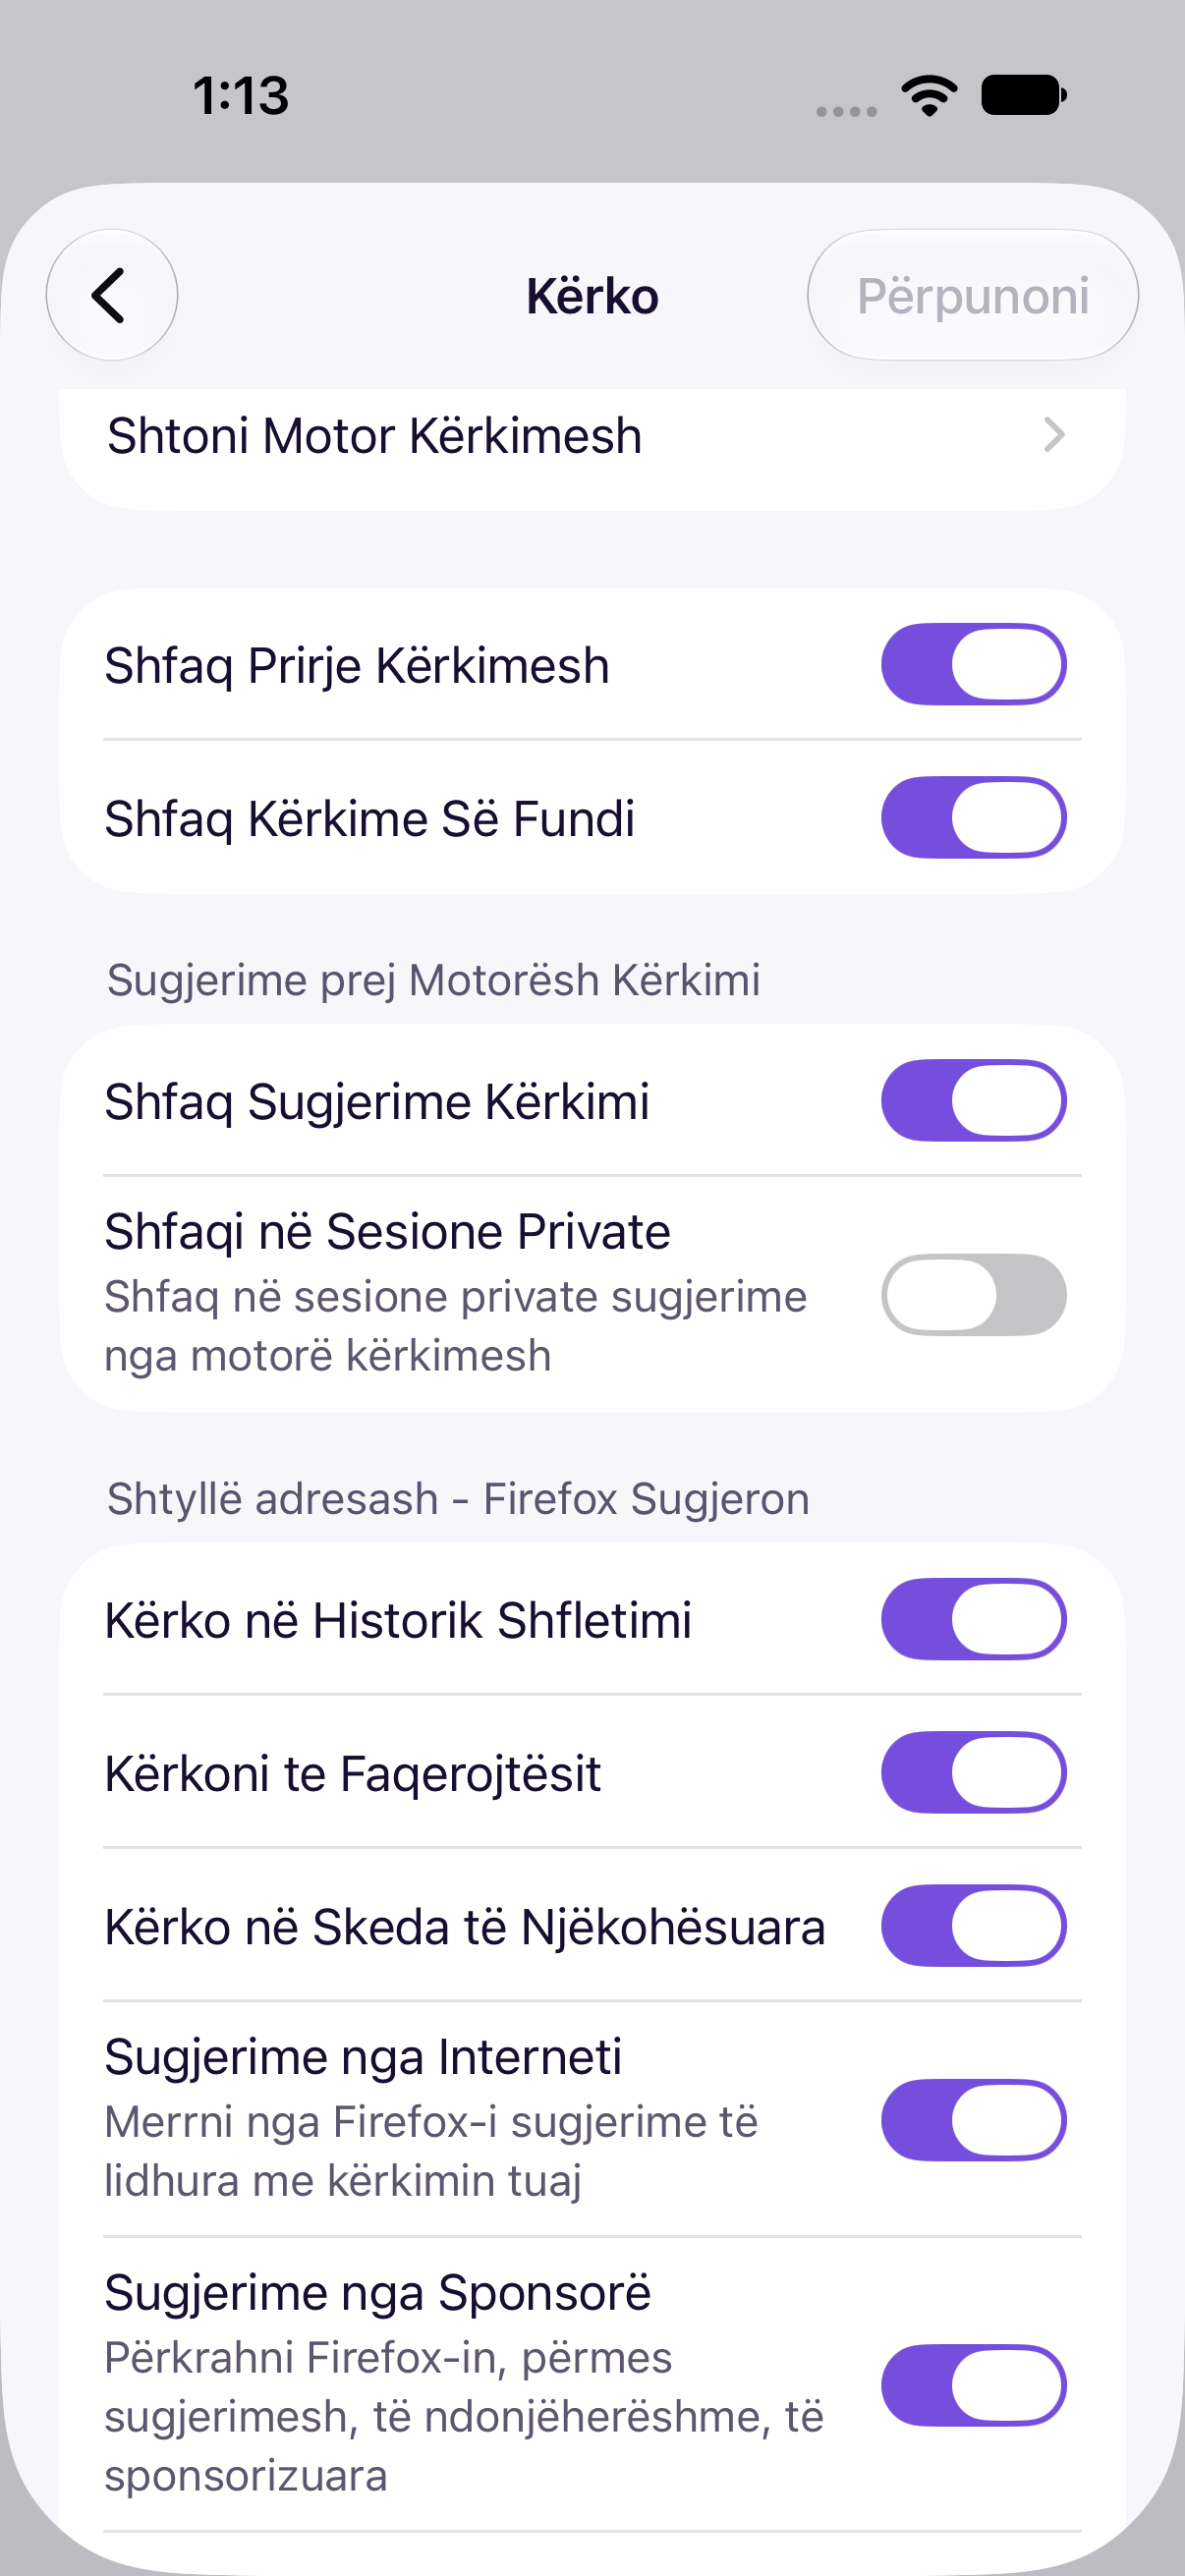 1:13
Kërko
Përpunoni
Shtoni Motor Kërkimesh
Shfaq Prirje Kërkimesh
Shfaq Kërkime Së Fundi
Sugjerime prej Motorësh Kërkimi
Shfaq Sugjerime Kërkimi
Shfaqi në Sesione Private
Shfaq në sesione private sugjerime
nga motorë kërkimesh
Shtyllë adresash - Firefox Sugjeron
Kërko në Historik Shfletimi
Kërkoni te Faqerojtësit
Kërko në Skeda të Njëkohësuara
Sugjerime nga Interneti
Merrni nga Firefox-i sugjerime të
lidhura me kërkimin tuaj
Sugjerime nga Sponsorë
Përkrahni Firefox-in, përmes
sugjerimesh, të ndonjëherëshme, të
sponsorizuara